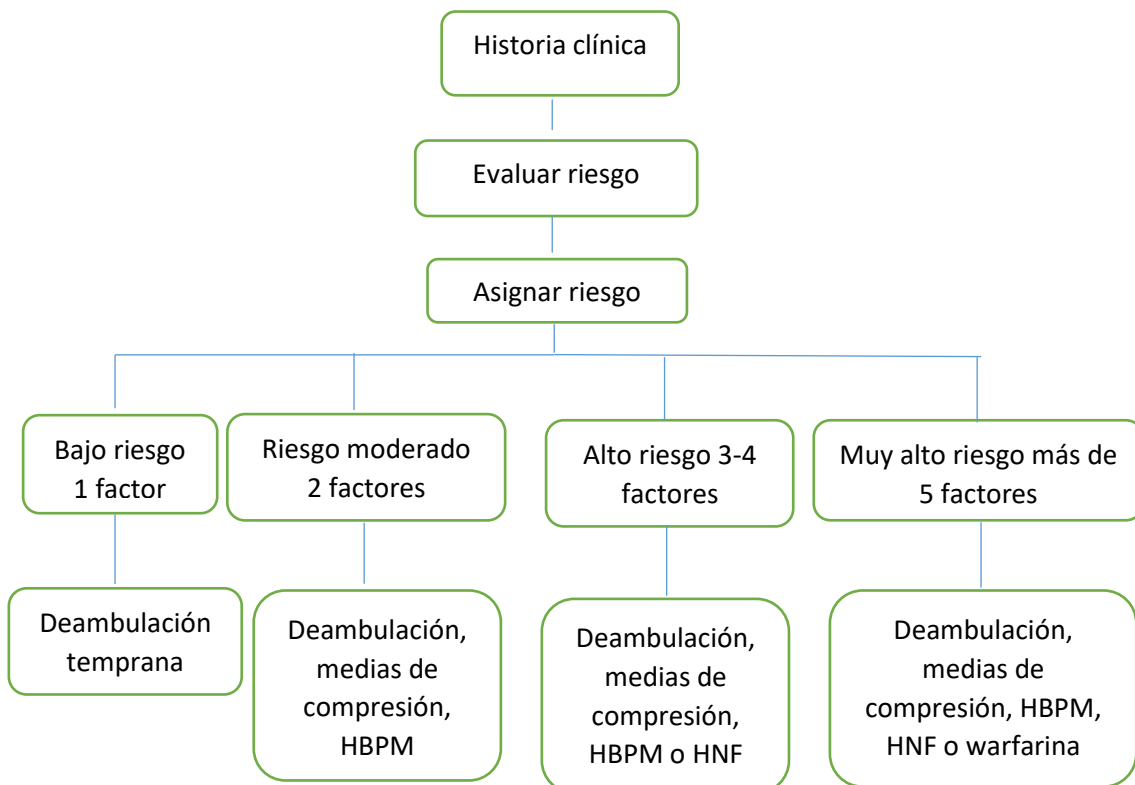 Historia clínica
Evaluar riesgo
Asignar riesgo
Bajo riesgo
1 factor
Riesgo moderado
2 factores
Alto riesgo 3-4
factores
Muy alto riesgo más de
5 factores
Deambulación
temprana
Deambulación,
medias de
compresión,
HBPM
Deambulación,
medias de
compresión,
HBPM o HNF
Deambulación,
medias de
compresión, HBPM,
HNF o warfarina